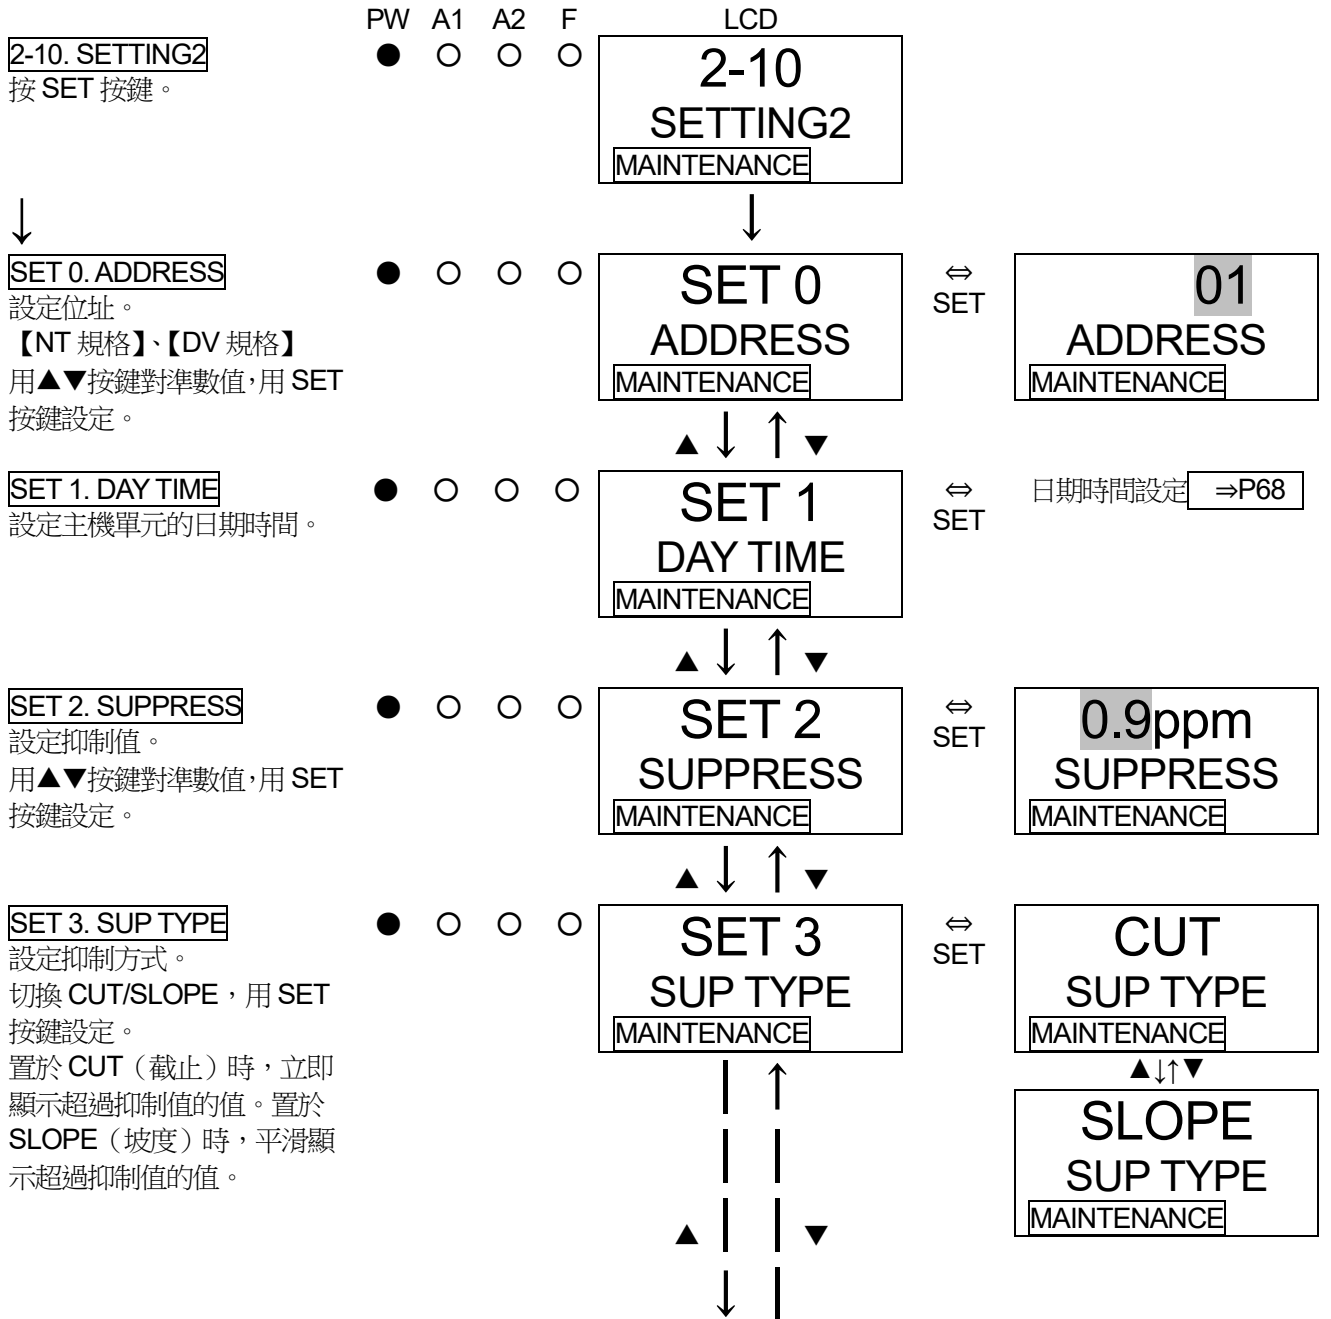 PW A1 A2 F LCD
2-10. SETTING2 ● ○ ○ ○
按 SET 按鍵。
2-10
SETTING2
MAINTENANCE
↓ ↓
SET 0. ADDRESS ● ○ ○ ○
設定位址。
【NT 規格】、【DV 規格】
用▲▼按鍵對準數值,用 SET
按鍵設定。
SET 0
ADDRESS
MAINTENANCE
⇔
SET
01
ADDRESS
MAINTENANCE
▲ ↓ ↑ ▼
SET 1. DAY TIME ● ○ ○ ○
設定主機單元的日期時間。
SET 1
DAY TIME
MAINTENANCE
⇔
SET
日期時間設定 ⇒P68
▲ ↓ ↑ ▼
SET 2. SUPPRESS ● ○ ○ ○
設定抑制值。
用▲▼按鍵對準數值,用 SET
按鍵設定。
SET 2
SUPPRESS
MAINTENANCE
⇔
SET
0.9ppm
SUPPRESS
MAINTENANCE
▲ ↓ ↑ ▼
SET 3. SUP TYPE ● ○ ○ ○
設定抑制方式。
切換 CUT/SLOPE,用 SET
按鍵設定。
置於 CUT(截止)時,立即
顯示超過抑制值的值。置於
SLOPE(坡度)時,平滑顯
示超過抑制值的值。
SET 3
SUP TYPE
MAINTENANCE
⇔
SET
CUT
SUP TYPE
MAINTENANCE
▲↓↑▼
SLOPE
SUP TYPE
MAINTENANCE
▲ ↓ ↑ ▼